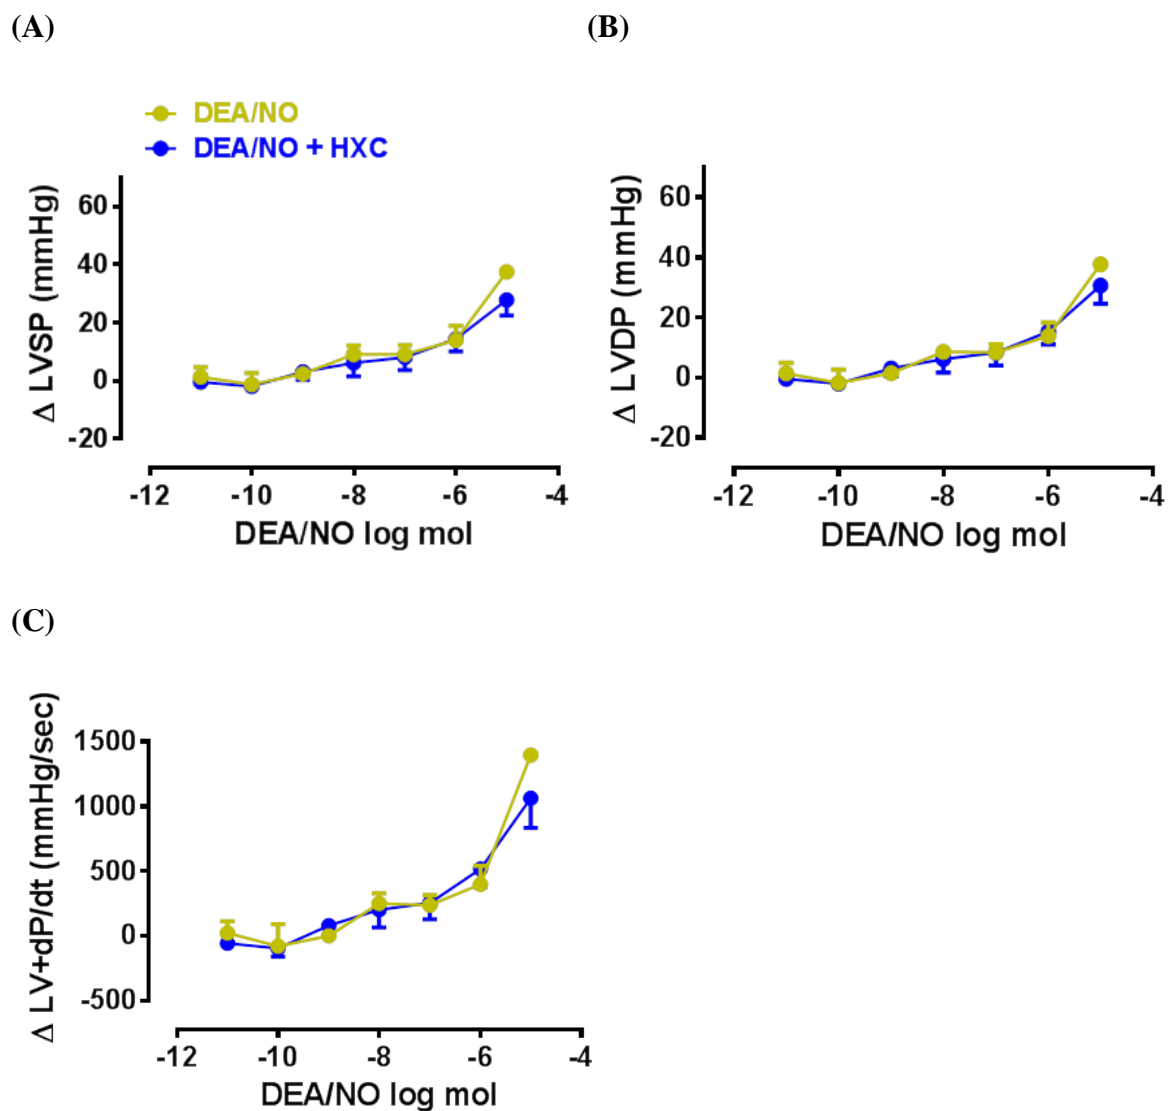 (A)
(B)
DEA/NO
DEA/NO + HXC
Δ LVSP (mmHg)
60
40
20
0
-20
-12 -10 -8 -6 -4
DEA/NO log mol
Δ LVDP (mmHg)
60
40
20
0
-20
-12 -10 -8 -6 -4
DEA/NO log mol
(C)
Δ LV+dP/dt (mmHg/sec)
1500
1000
500
0
-500
-12 -10 -8 -6 -4
DEA/NO log mol